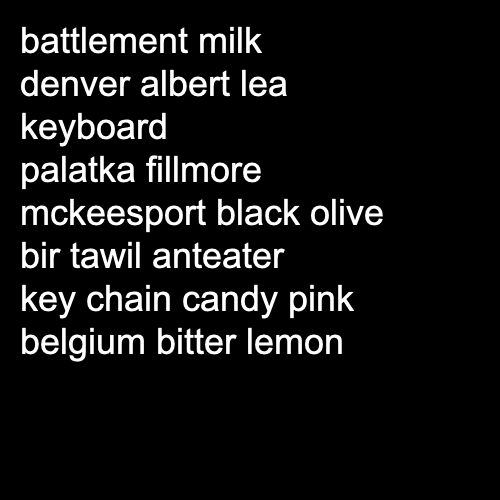 battlement milk
denver albert lea
keyboard
palatka fillmore
mckeesport black olive
bir tawil anteater
key chain candy pink
belgium bitter lemon